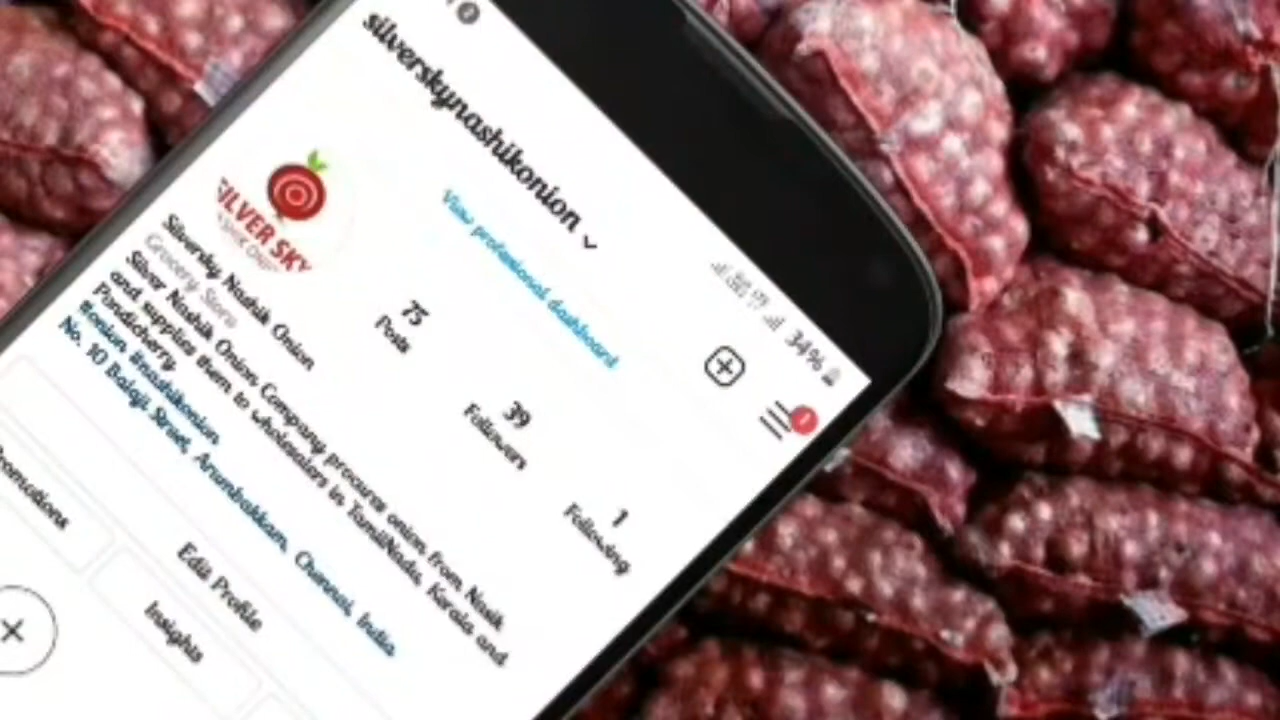 silverskynashikonion
34%
View professional dashboard
SILVER SKY
75
Posts
39
Followers
1
Following
Silversky Nashik Onion
Grocery Store
Silver Nashik Onion Company procures onion from Nasik
and supplies them to wholesalers in TamilNadu, Kerala and
Pondicherry.
#onion #nashikonion
No. 10 Balaji Street, Arumbakkam, Chennai, India
Edit Profile
Promotions
Insights